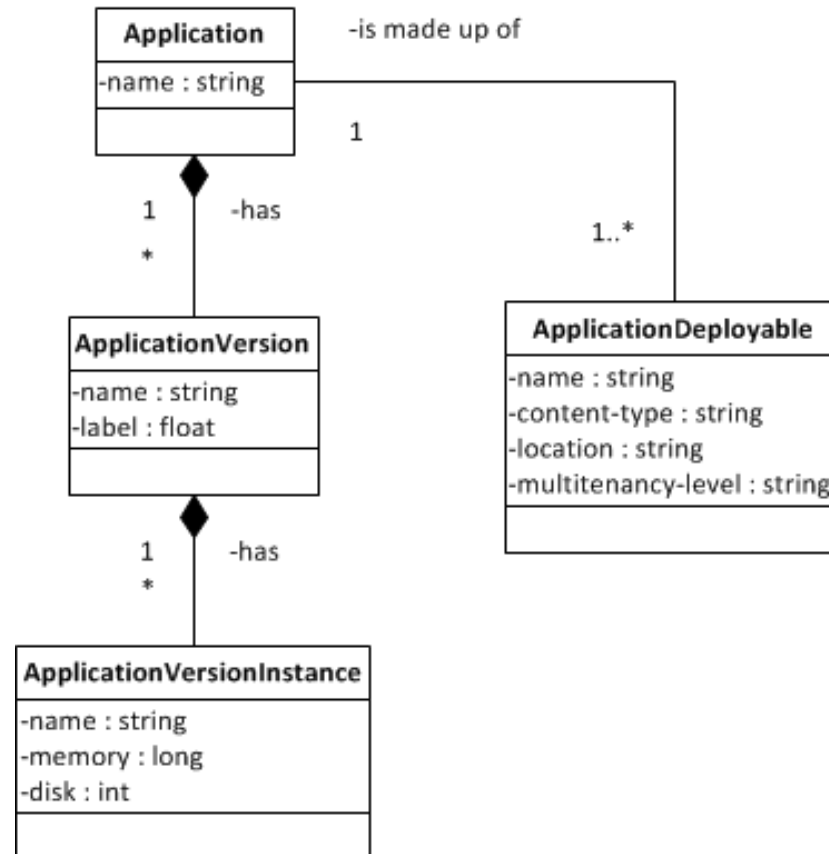 Application
-name : string
-is made up of
1
1..*
1
-has
*
ApplicationVersion
-name : string
-label : float
ApplicationDeployable
-name : string
-content-type : string
-location : string
-multitenancy-level : string
1
-has
*
ApplicationVersionInstance
-name : string
-memory : long
-disk : int